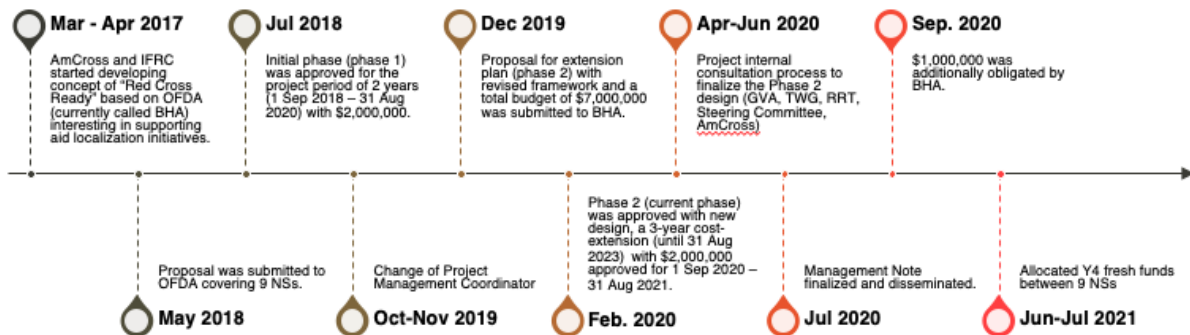 Mar - Apr 2017
AmCross and IFRC
started developing
concept of "Red Cross
Ready" based on OFDA
(currently called BHA)
interesting in supporting
aid localization initiatives.
Jul 2018
Initial phase (phase 1)
was approved for the
project period of 2 years
(1 Sep 2018 – 31 Aug
2020) with $2,000,000.
Dec 2019
Proposal for extension
plan (phase 2) with
revised framework and a
total budget of $7,000,000
was submitted to BHA.
Apr-Jun 2020
Project internal
consultation process to
finalize the Phase 2
design (GVA, TWG, RRT,
Steering Committee,
AmCross)
Sep. 2020
$1,000,000 was
additionally obligated by
BHA.
Proposal was submitted to
OFDA covering 9 NSs.
May 2018
Change of Project
Management Coordinator
Oct-Nov 2019
Phase 2 (current phase)
was approved with new
design, a 3-year cost-
extension (until 31 Aug
2023) with $2,000,000
approved for 1 Sep 2020 –
31 Aug 2021.
Feb. 2020
Management Note
finalized and disseminated.
Jul 2020
Allocated Y4 fresh funds
between 9 NSs
Jun-Jul 2021